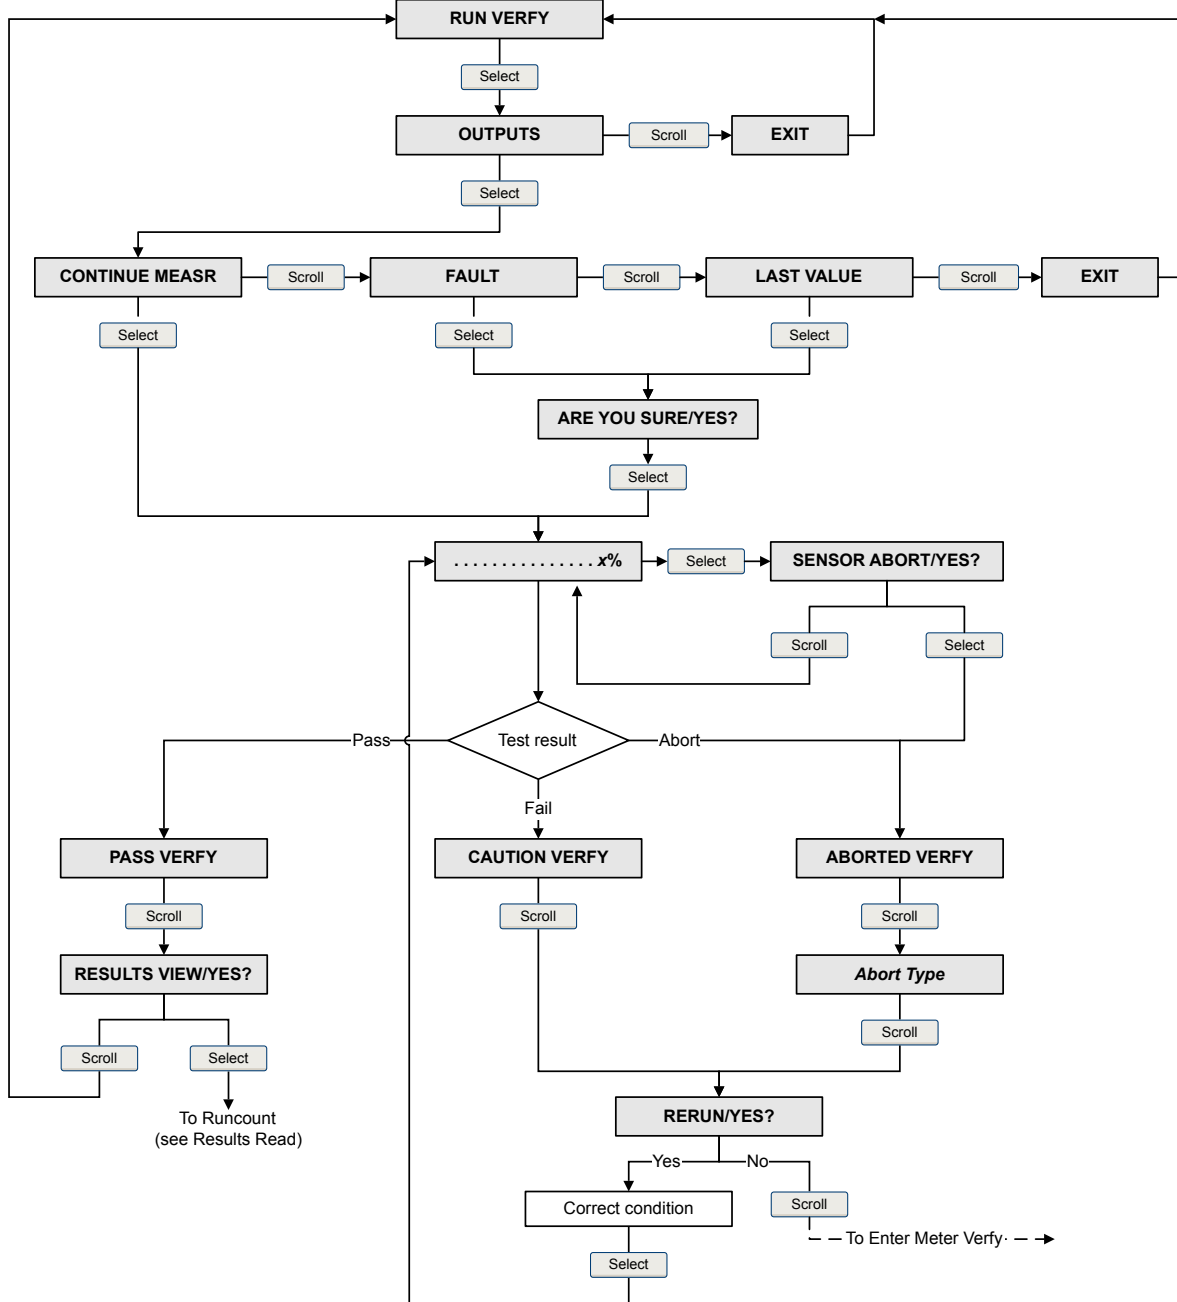 RUN VERFY
Select
OUTPUTS
Scroll
EXIT
Select
CONTINUE MEASR
Scroll
FAULT
Scroll
LAST VALUE
Scroll
EXIT
Select
Select
Select
ARE YOU SURE/YES?
Select
. . . . . . . . . . . . . . . x%
Select
SENSOR ABORT/YES?
Scroll
Select
Pass
Test result
Abort
Fail
PASS VERFY
CAUTION VERFY
ABORTED VERFY
Scroll
Scroll
Scroll
RESULTS VIEW/YES?
Abort Type
Scroll
Select
Scroll
To Runcount
(see Results Read)
RERUN/YES?
Yes
No
Correct condition
Scroll
To Enter Meter Verfy
Select